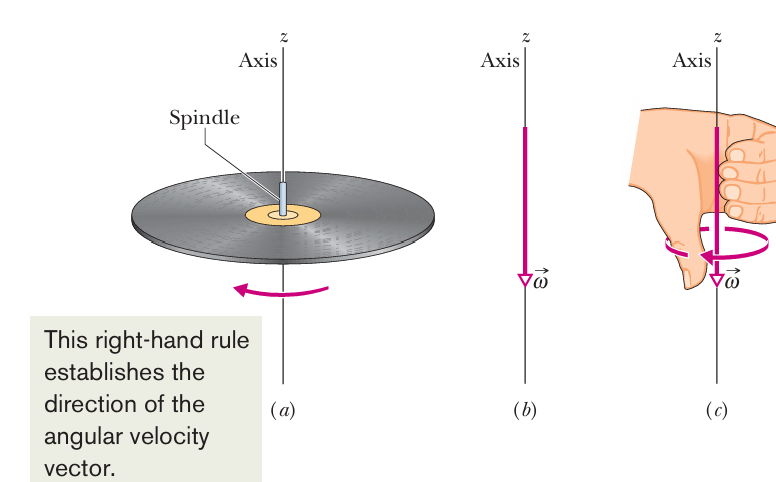 z
Axis
Spindle
z
Axis
ω
z
Axis
ω
This right-hand rule
establishes the
direction of the
angular velocity
vector.
(a)
(b)
(c)